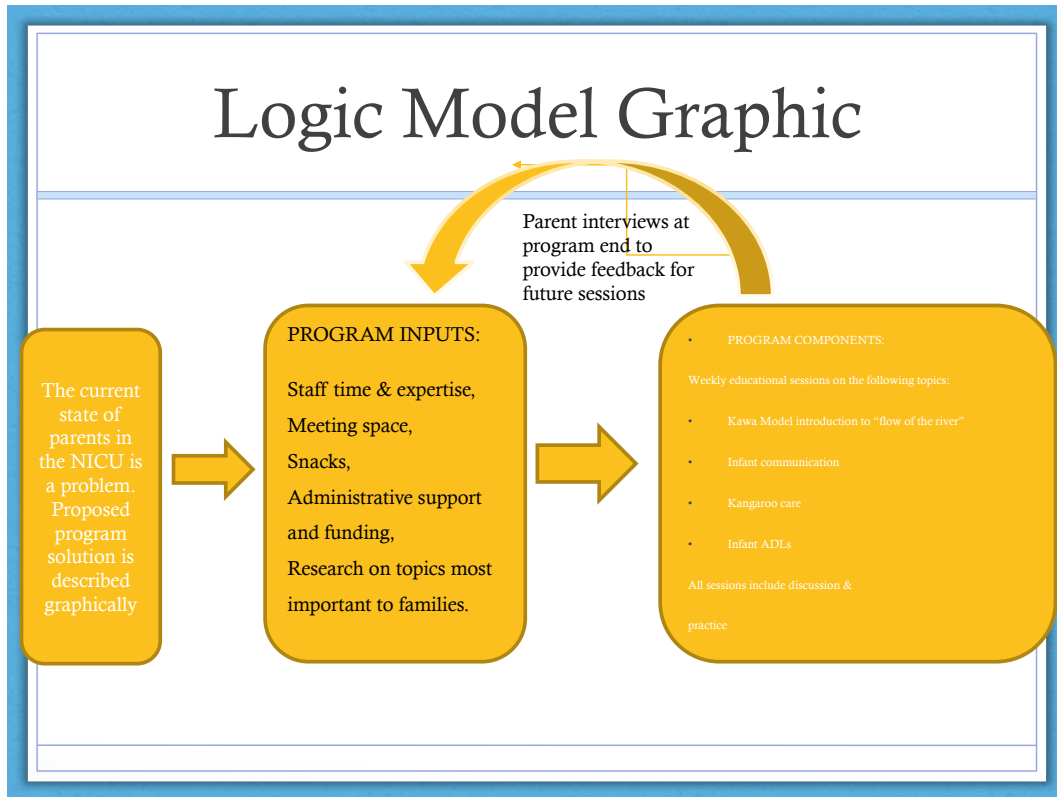 Logic Model Graphic
Parent interviews at
program end to
provide feedback for
future sessions
The current
state of
parents in
the NICU is
a problem.
Proposed
program
solution is
described
graphically
PROGRAM INPUTS:
Staff time & expertise,
Meeting space,
Snacks,
Administrative support
and funding,
Research on topics most
important to families.
• PROGRAM COMPONENTS:
Weekly educational sessions on the following topics:
• Kawa Model introduction to “flow of the river”
• Infant communication
• Kangaroo care
• Infant ADLs
All sessions include discussion &
practice